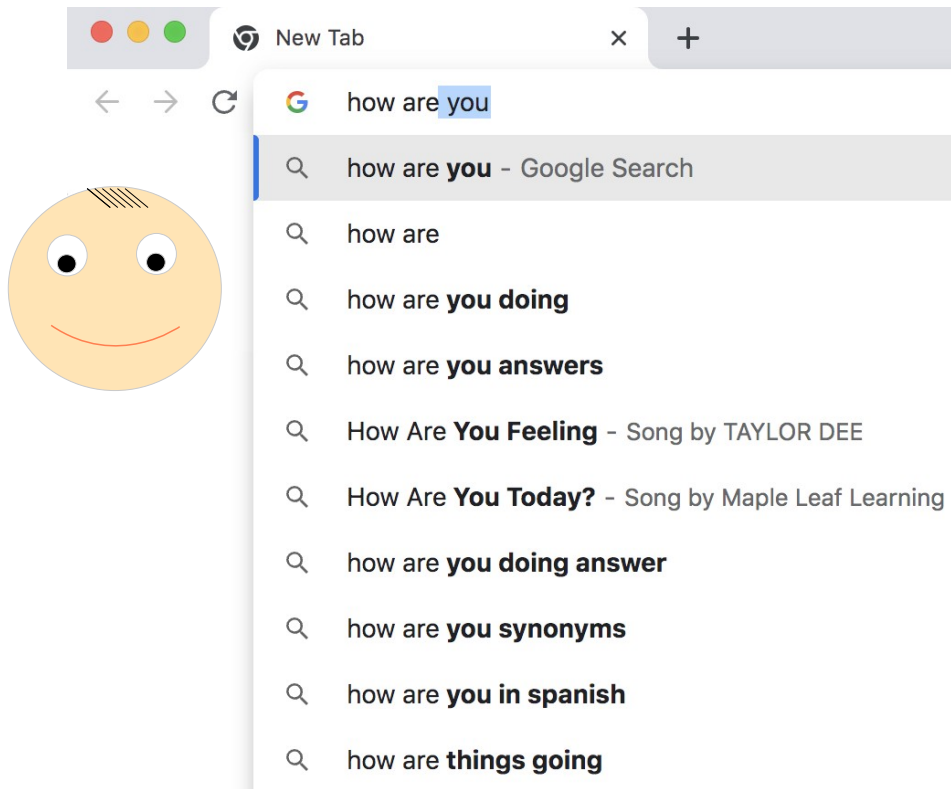 New Tab
how are you
how are you - Google Search
how are
how are you doing
how are you answers
How Are You Feeling - Song by TAYLOR DEE
How Are You Today? - Song by Maple Leaf Learning
how are you doing answer
how are you synonyms
how are you in spanish
how are things going